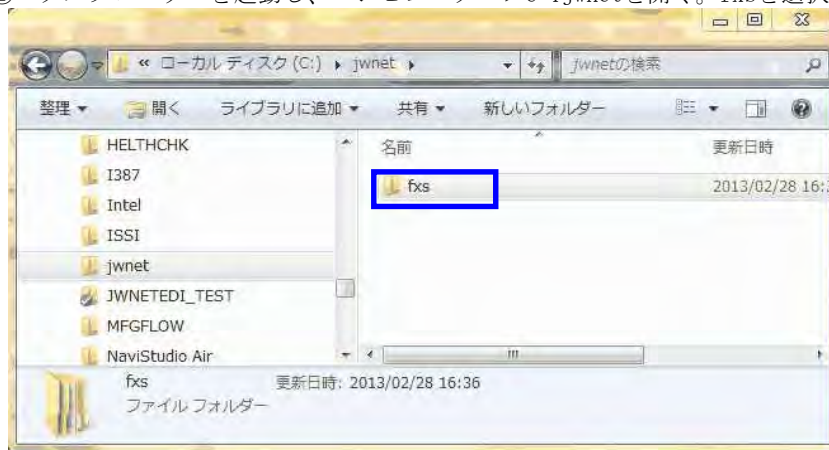 « ローカル ディスク (C:) ▸ jwnet ▸ jwnetの検索
整理 ▼ 開く ライブラリに追加 ▼ 共有 ▼ 新しいフォルダー
名前 更新日時
HELTHCHK
I387
fxs 2013/02/28 16:
Intel
ISSI
jwnet
JWNETEDI_TEST
MFGFLOW
NaviStudio Air
fxs 更新日時: 2013/02/28 16:36
ファイル フォルダー